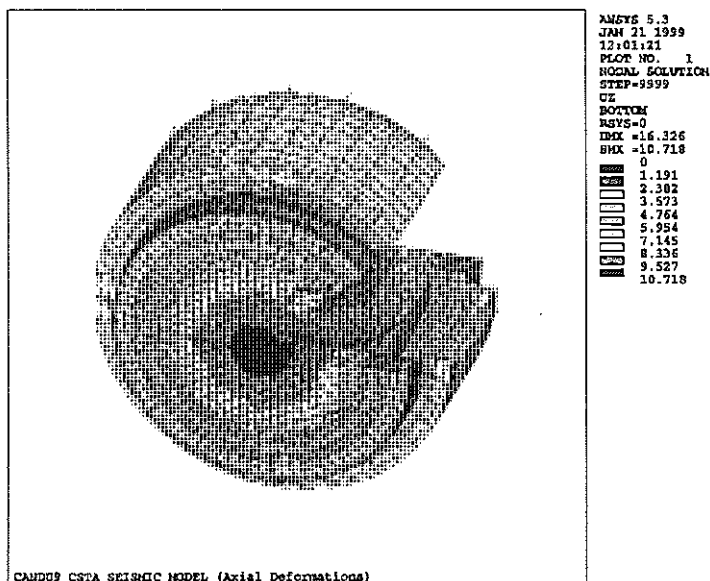 ANSYS 5.3
JAN 21 1999
12:01:21
PLOT NO. 1
NODAL SOLUTION
STEP=9999
UZ
BOTTOM
RSYS=0
DMX =16.326
SMX =10.718
0
1.191
2.382
3.573
4.764
5.954
7.145
8.336
9.527
10.718
CANDU9 CSTA SEISMIC MODEL (Axial Deformations)